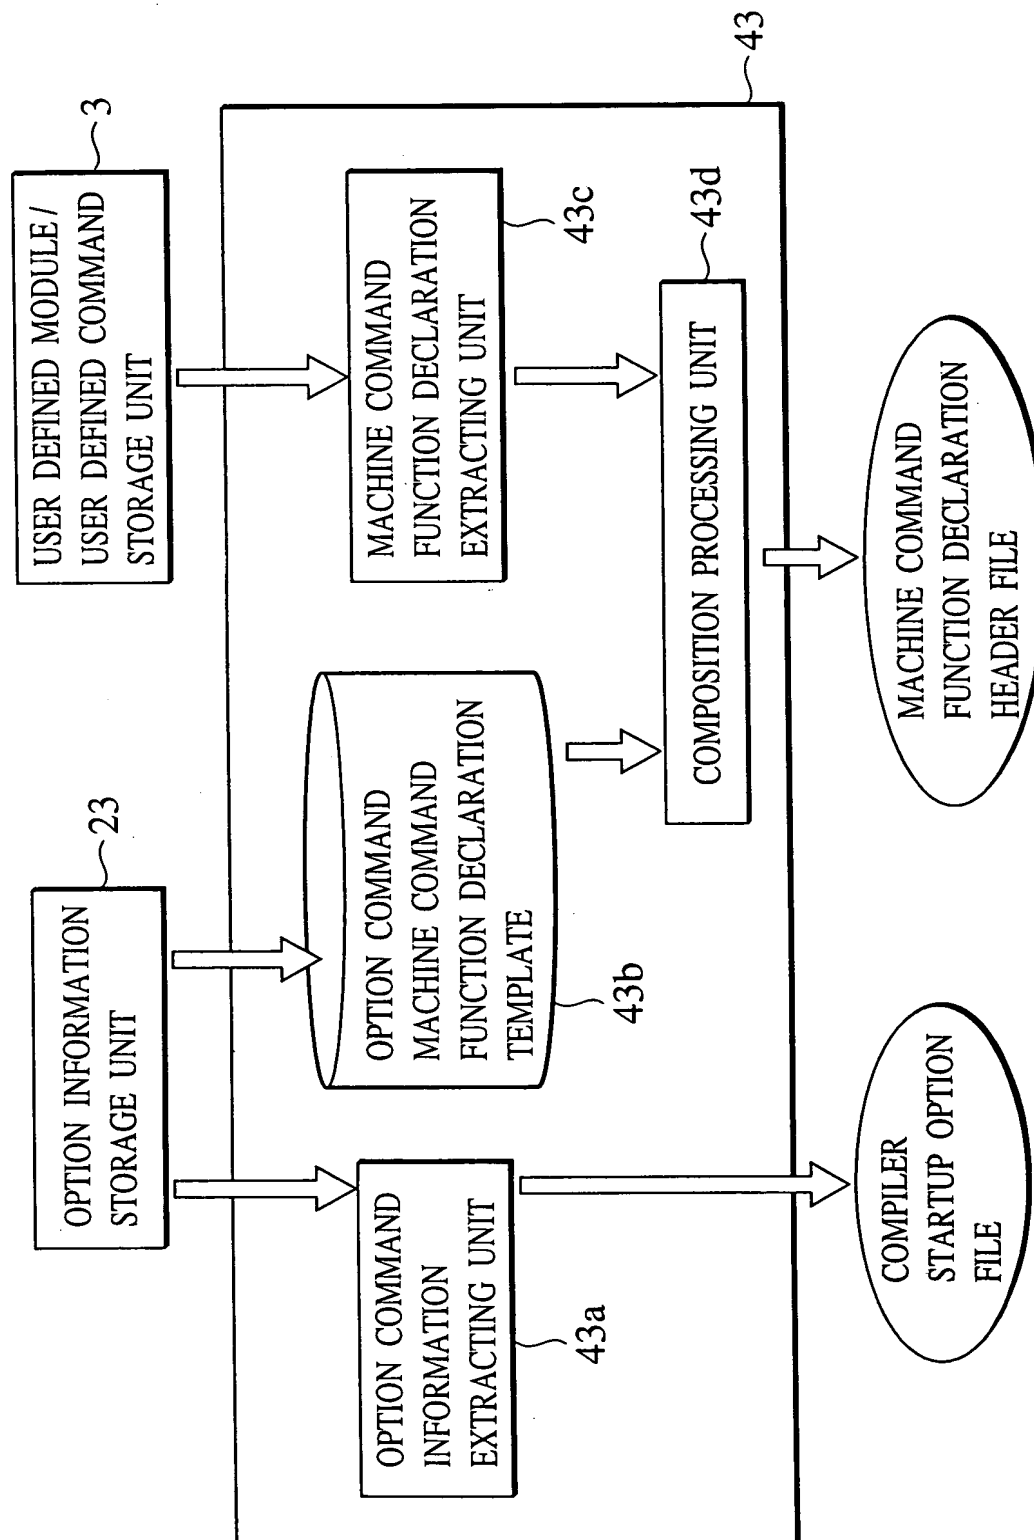 OPTION INFORMATION
STORAGE UNIT
23
USER DEFINED MODULE/
USER DEFINED COMMAND
STORAGE UNIT
3
OPTION COMMAND
INFORMATION
EXTRACTING UNIT
43a
OPTION COMMAND
MACHINE COMMAND
FUNCTION DECLARATION
TEMPLATE
43b
MACHINE COMMAND
FUNCTION DECLARATION
EXTRACTING UNIT
43c
COMPOSITION PROCESSING UNIT
43d
43
COMPILER
STARTUP OPTION
FILE
MACHINE COMMAND
FUNCTION DECLARATION
HEADER FILE